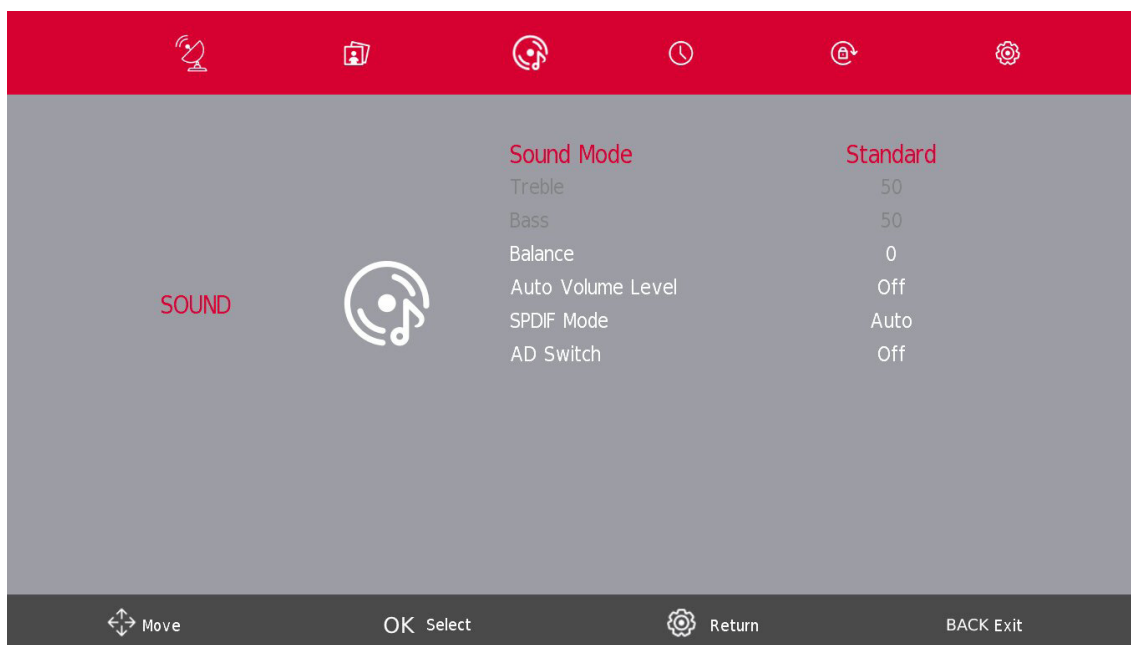 Sound Mode Standard
Treble 50
Bass 50
Balance 0
Auto Volume Level Off
SOUND
SPDIF Mode Auto
AD Switch Off
Move OK Select Return BACK Exit